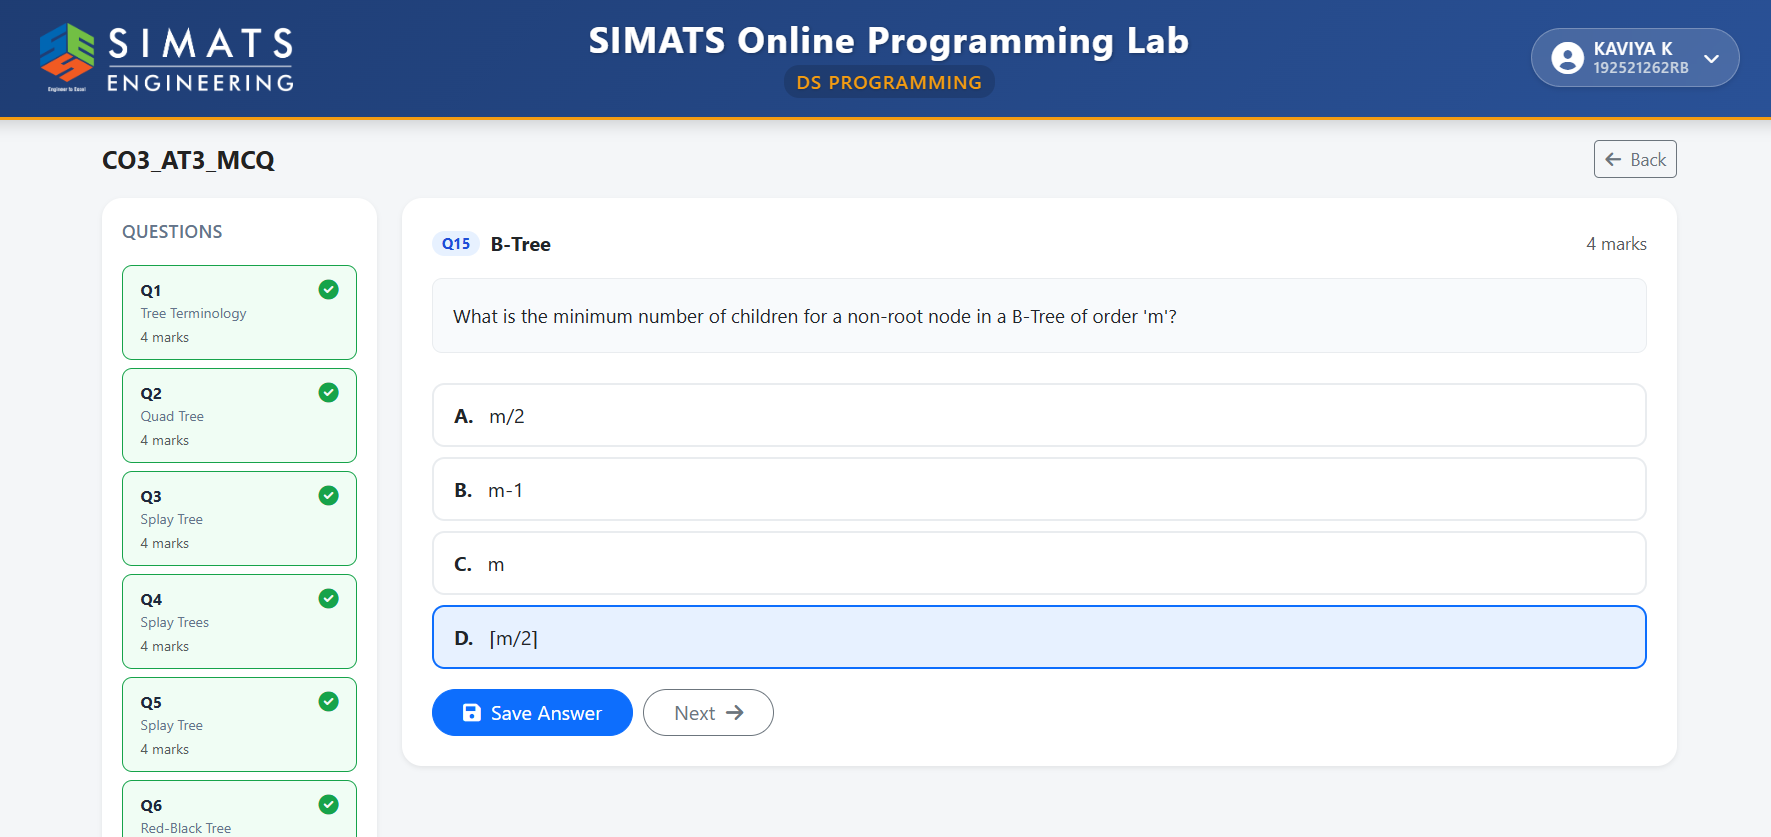 SIMATS
ENGINEERING
Engineer to Excel
SIMATS Online Programming Lab
DS PROGRAMMING
KAVIYA K
192521262RB
CO3_AT3_MCQ
Back
QUESTIONS
Q1
Tree Terminology
4 marks
Q2
Quad Tree
4 marks
Q3
Splay Tree
4 marks
Q4
Splay Trees
4 marks
Q5
Splay Tree
4 marks
Q6
Red-Black Tree
Q15 B-Tree
4 marks
What is the minimum number of children for a non-root node in a B-Tree of order 'm'?
A. m/2
B. m-1
C. m
D. ⌈m/2⌉
Save Answer
Next